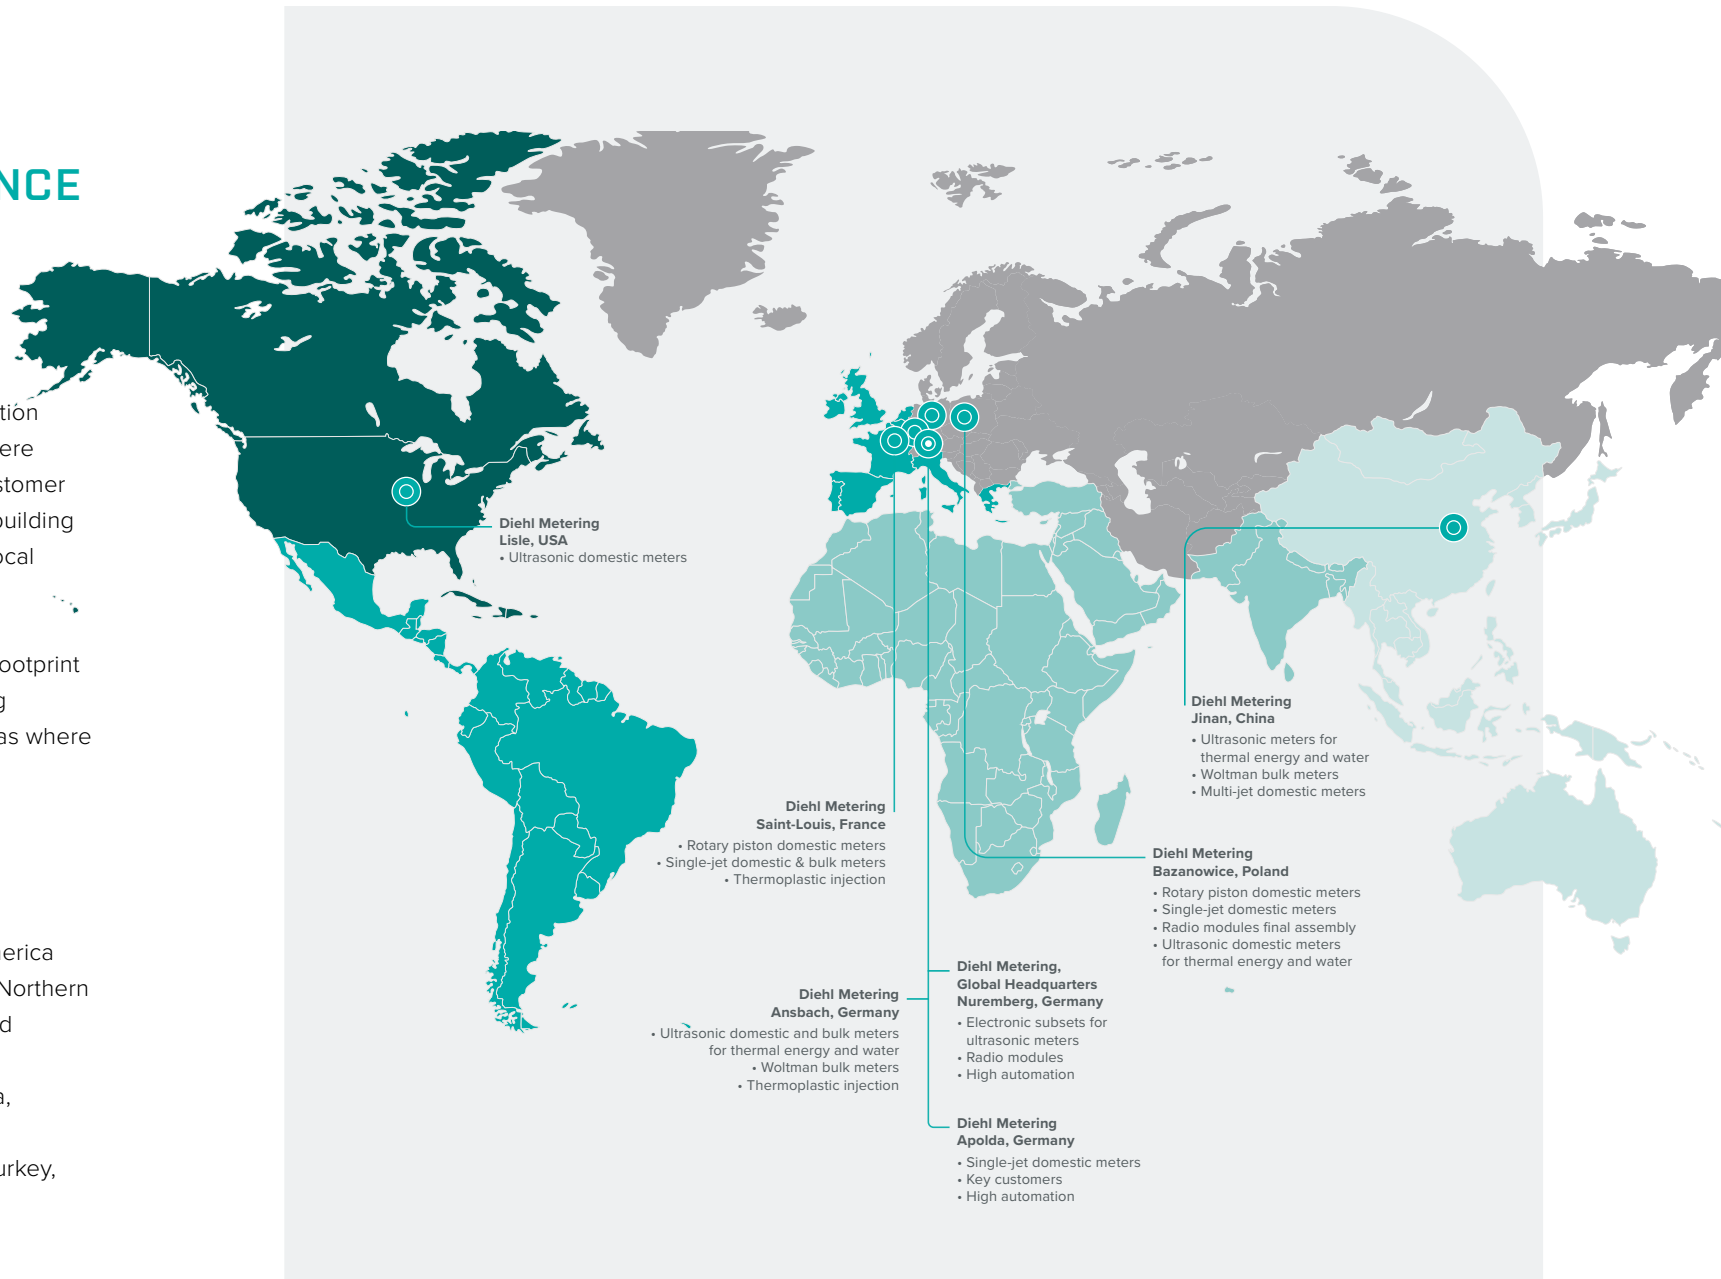 NCE
tion
ere
stomer
building
ocal
ootprint
g
as where
nerica
Northern
d
a,
urkey,
Diehl Metering
Lisle, USA
• Ultrasonic domestic meters
Diehl Metering
Jinan, China
• Ultrasonic meters for
thermal energy and water
• Woltman bulk meters
• Multi-jet domestic meters
Diehl Metering
Saint-Louis, France
• Rotary piston domestic meters
• Single-jet domestic & bulk meters
• Thermoplastic injection
Diehl Metering
Bazanowice, Poland
• Rotary piston domestic meters
• Single-jet domestic meters
• Radio modules final assembly
• Ultrasonic domestic meters
for thermal energy and water
Diehl Metering,
Global Headquarters
Nuremberg, Germany
• Electronic subsets for
ultrasonic meters
• Radio modules
• High automation
Diehl Metering
Ansbach, Germany
• Ultrasonic domestic and bulk meters
for thermal energy and water
• Woltman bulk meters
• Thermoplastic injection
Diehl Metering
Apolda, Germany
• Single-jet domestic meters
• Key customers
• High automation